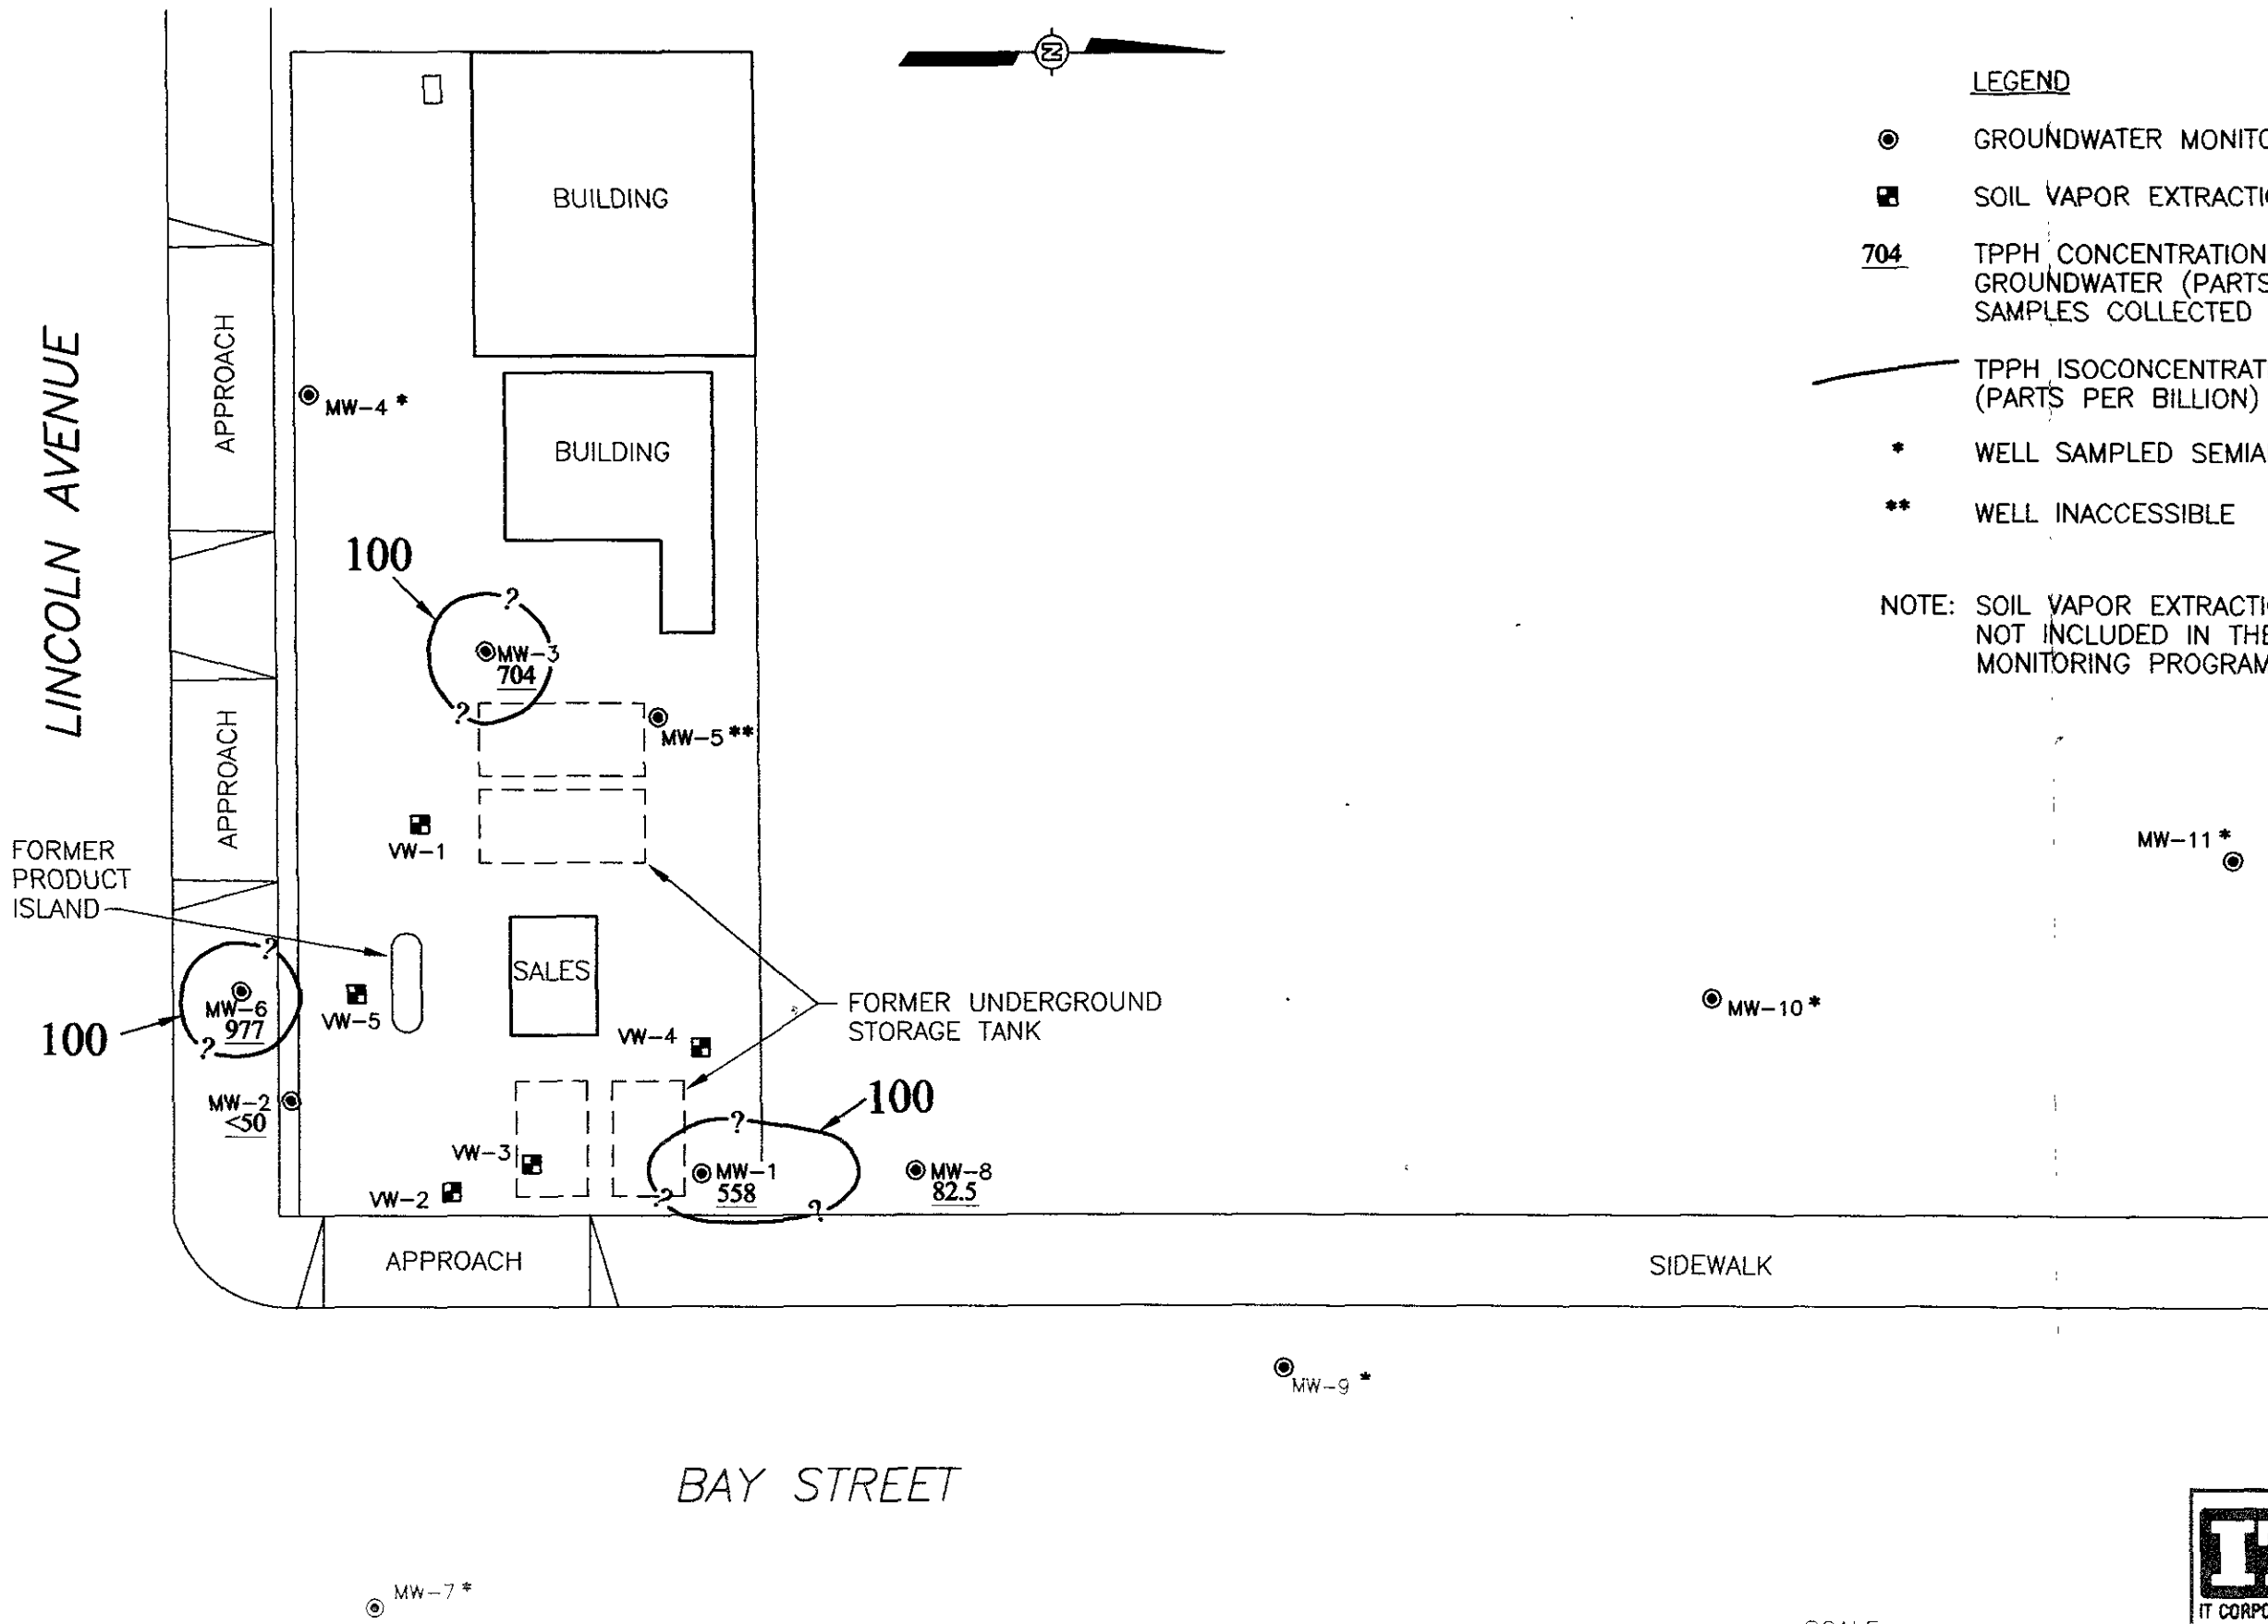 N
LEGEND
GROUNDWATER MONITO
SOIL VAPOR EXTRACTI
704 TPPH CONCENTRATION
GROUNDWATER (PARTS
SAMPLES COLLECTED
TPPH ISOCONCENTRAT
(PARTS PER BILLION)
* WELL SAMPLED SEMIA
** WELL INACCESSIBLE
NOTE: SOIL VAPOR EXTRACTI
NOT INCLUDED IN THE
MONITORING PROGRAM
LINCOLN AVENUE
APPROACH
APPROACH
BUILDING
BUILDING
MW-4 *
100
?
MW-3
704
?
MW-5 **
VW-1
FORMER
PRODUCT
ISLAND
MW-11 *
?
MW-6
977
?
100
VW-5
SALES
VW-4
FORMER UNDERGROUND
STORAGE TANK
MW-10 *
MW-2
<50
100
?
VW-3
MW-1
558
?
?
MW-8
82.5
VW-2
APPROACH
SIDEWALK
MW-9 *
BAY STREET
MW-7 *
IT
IT CORPO